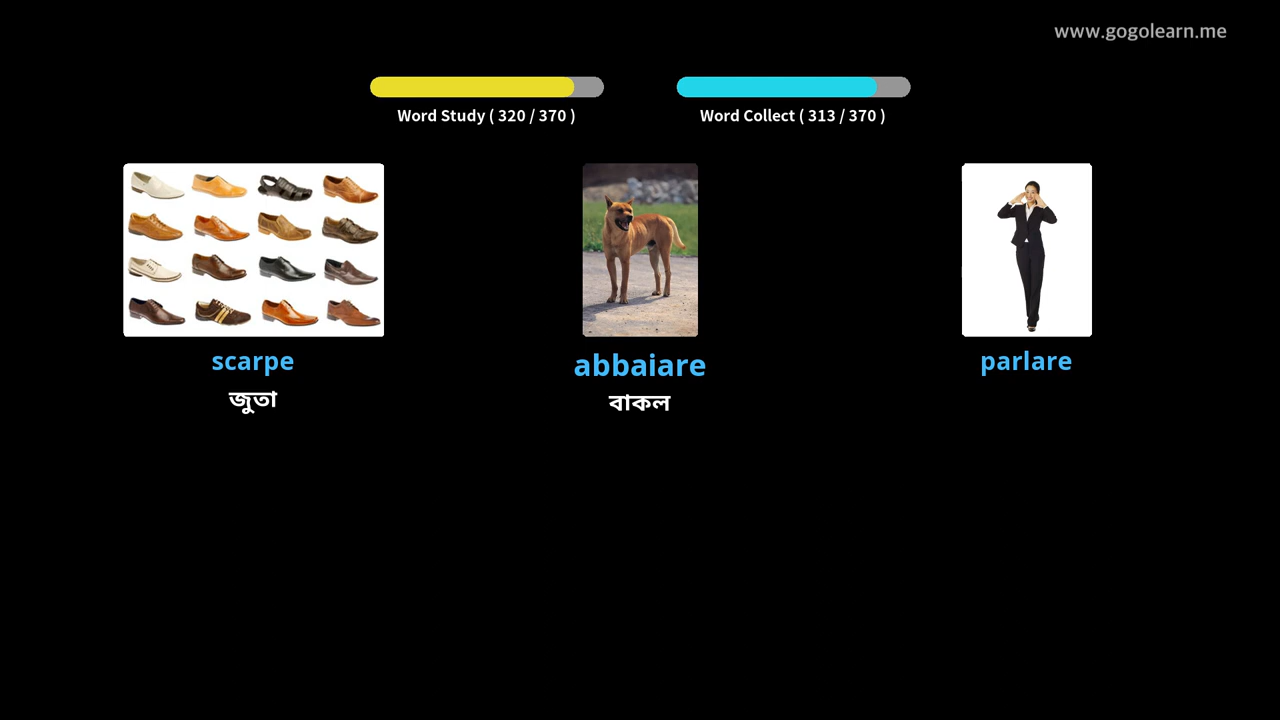 www.gogolearn.me
Word Study ( 320 / 370 )
Word Collect ( 313 / 370 )
scarpe
জুতা
abbaiare
বাকল
parlare